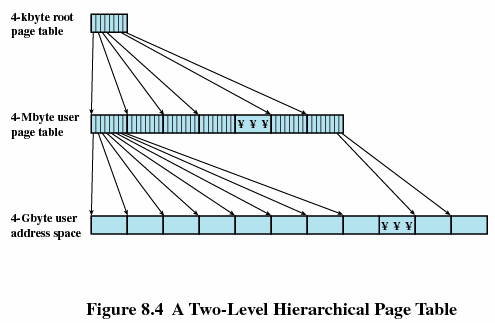 4-kbyte root
page table
4-Mbyte user
page table
¥ ¥ ¥
4-Gbyte user
address space
¥ ¥ ¥
Figure 8.4 A Two-Level Hierarchical Page Table